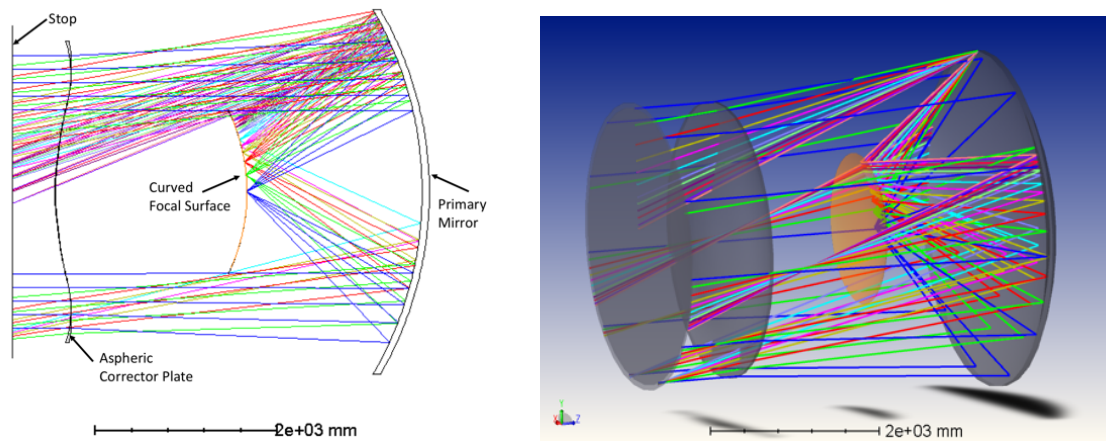 Stop
Curved
Focal Surface
Primary
Mirror
Aspheric
Corrector Plate
2e+03 mm
Y
X
Z
2e+03 mm